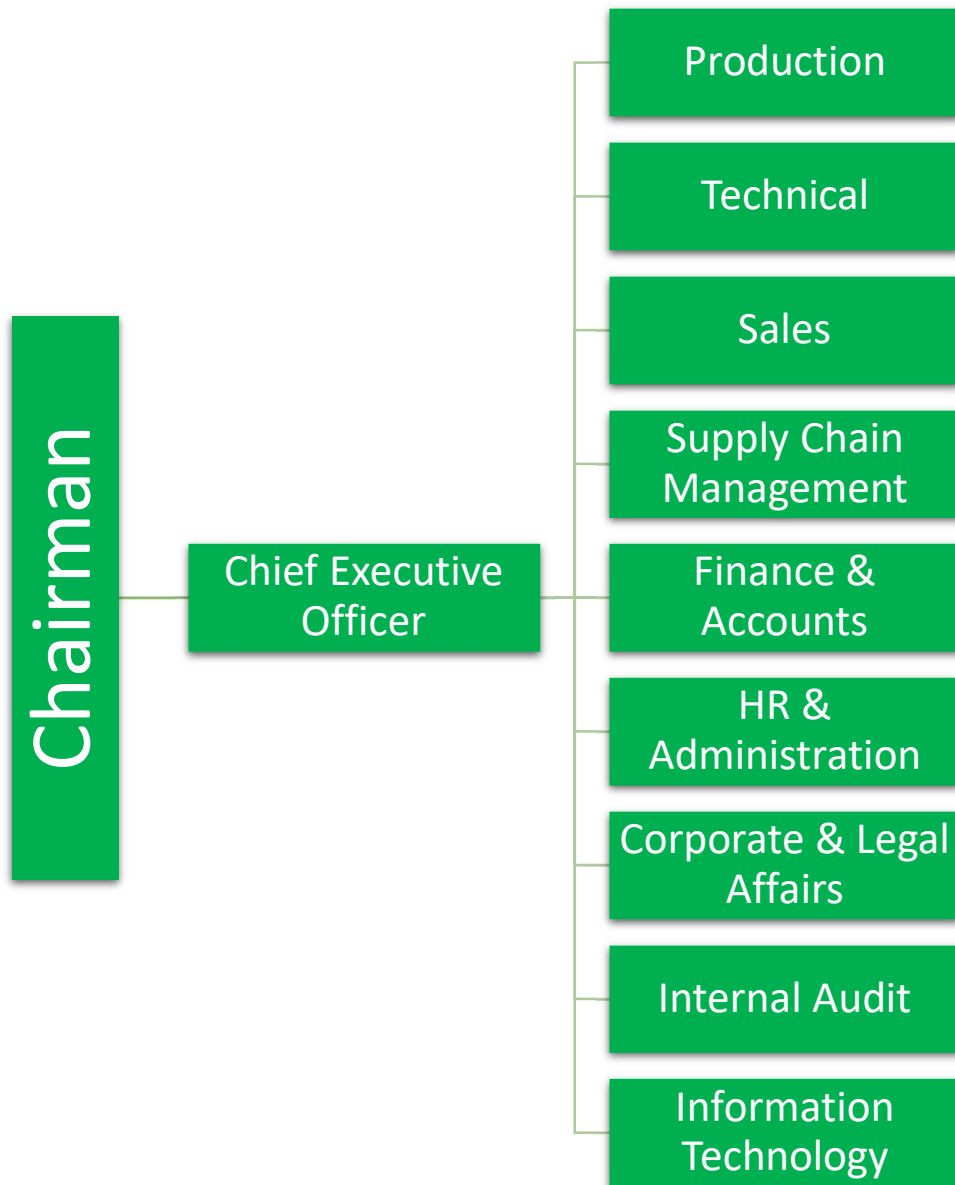 Chairman
Chief Executive
Officer
Production
Technical
Sales
Supply Chain
Management
Finance &
Accounts
HR &
Administration
Corporate & Legal
Affairs
Internal Audit
Information
Technology